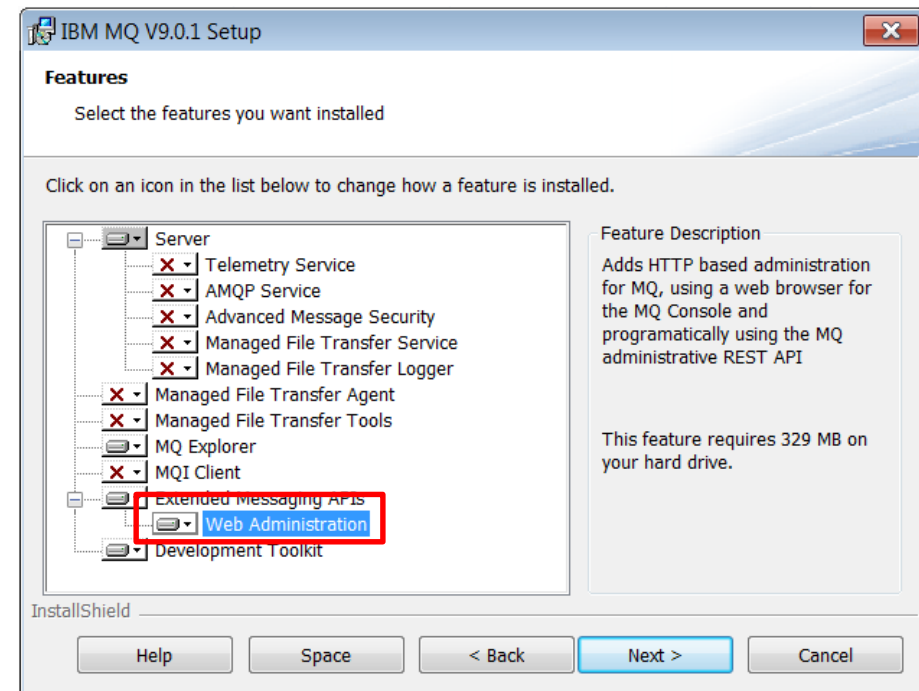 IBM MQ V9.0.1 Setup
Features
Select the features you want installed
Click on an icon in the list below to change how a feature is installed.
Server
Telemetry Service
AMQP Service
Advanced Message Security
Managed File Transfer Service
Managed File Transfer Logger
Managed File Transfer Agent
Managed File Transfer Tools
MQ Explorer
MQI Client
Extended Messaging APIs
Web Administration
Development Toolkit
Feature Description
Adds HTTP based administration
for MQ, using a web browser for
the MQ Console and
programatically using the MQ
administrative REST API
This feature requires 329 MB on
your hard drive.
InstallShield
Help
Space
< Back
Next >
Cancel